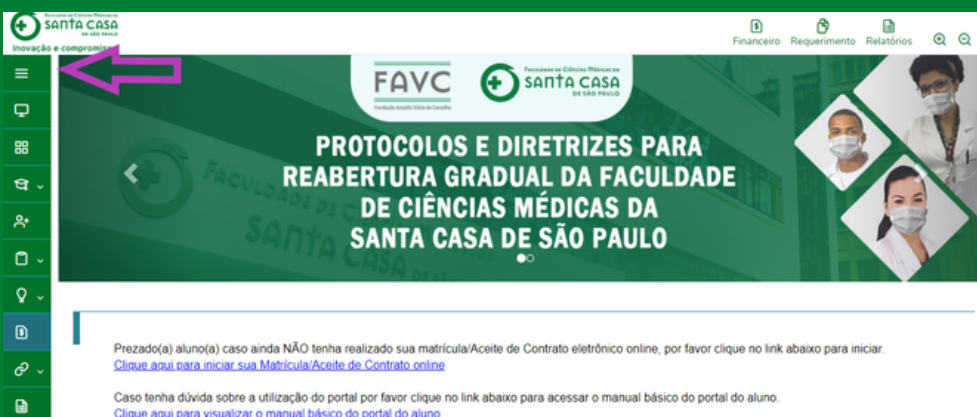 Faculdade de Ciências Médicas da
SANTA CASA
DE SÃO PAULO
Inovação e compromisso
Financeiro Requerimento Relatórios
FAVC
Fundação Arnaldo Vieira de Carvalho
Faculdade de Ciências Médicas da
SANTA CASA
DE SÃO PAULO
PROTOCOLOS E DIRETRIZES PARA
REABERTURA GRADUAL DA FACULDADE
DE CIÊNCIAS MÉDICAS DA
SANTA CASA DE SÃO PAULO
FACULDADE DE
SANTA CASA
Prezado(a) aluno(a) caso ainda NÃO tenha realizado sua matrícula/Aceite de Contrato eletrônico online, por favor clique no link abaixo para iniciar.
Clique aqui para iniciar sua Matrícula/Aceite de Contrato online
Caso tenha dúvida sobre a utilização do portal por favor clique no link abaixo para acessar o manual básico do portal do aluno.
Clique aqui para visualizar o manual básico do portal do aluno